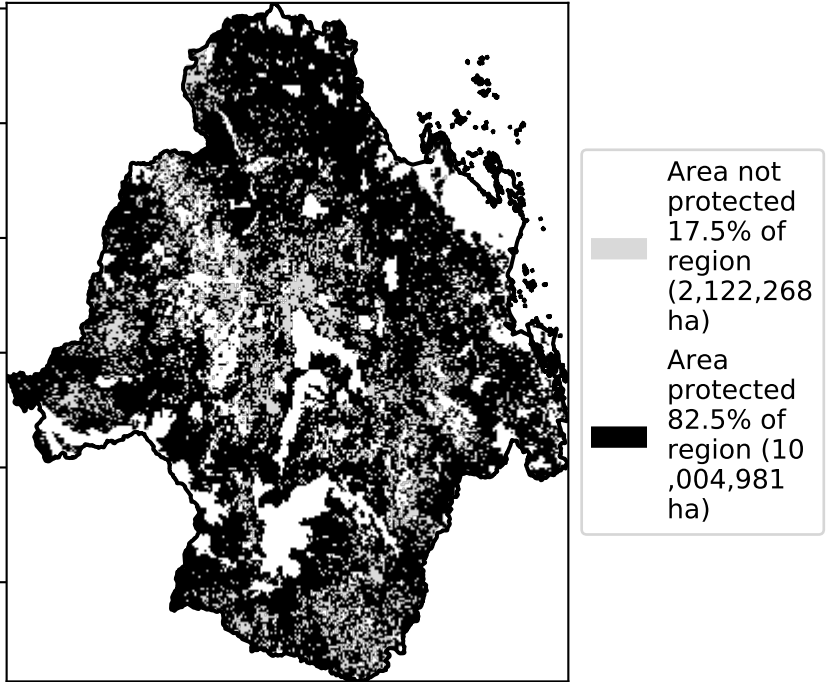 Area not
protected
17.5% of
region
(2,122,268
ha)
Area
protected
82.5% of
region (10
,004,981
ha)